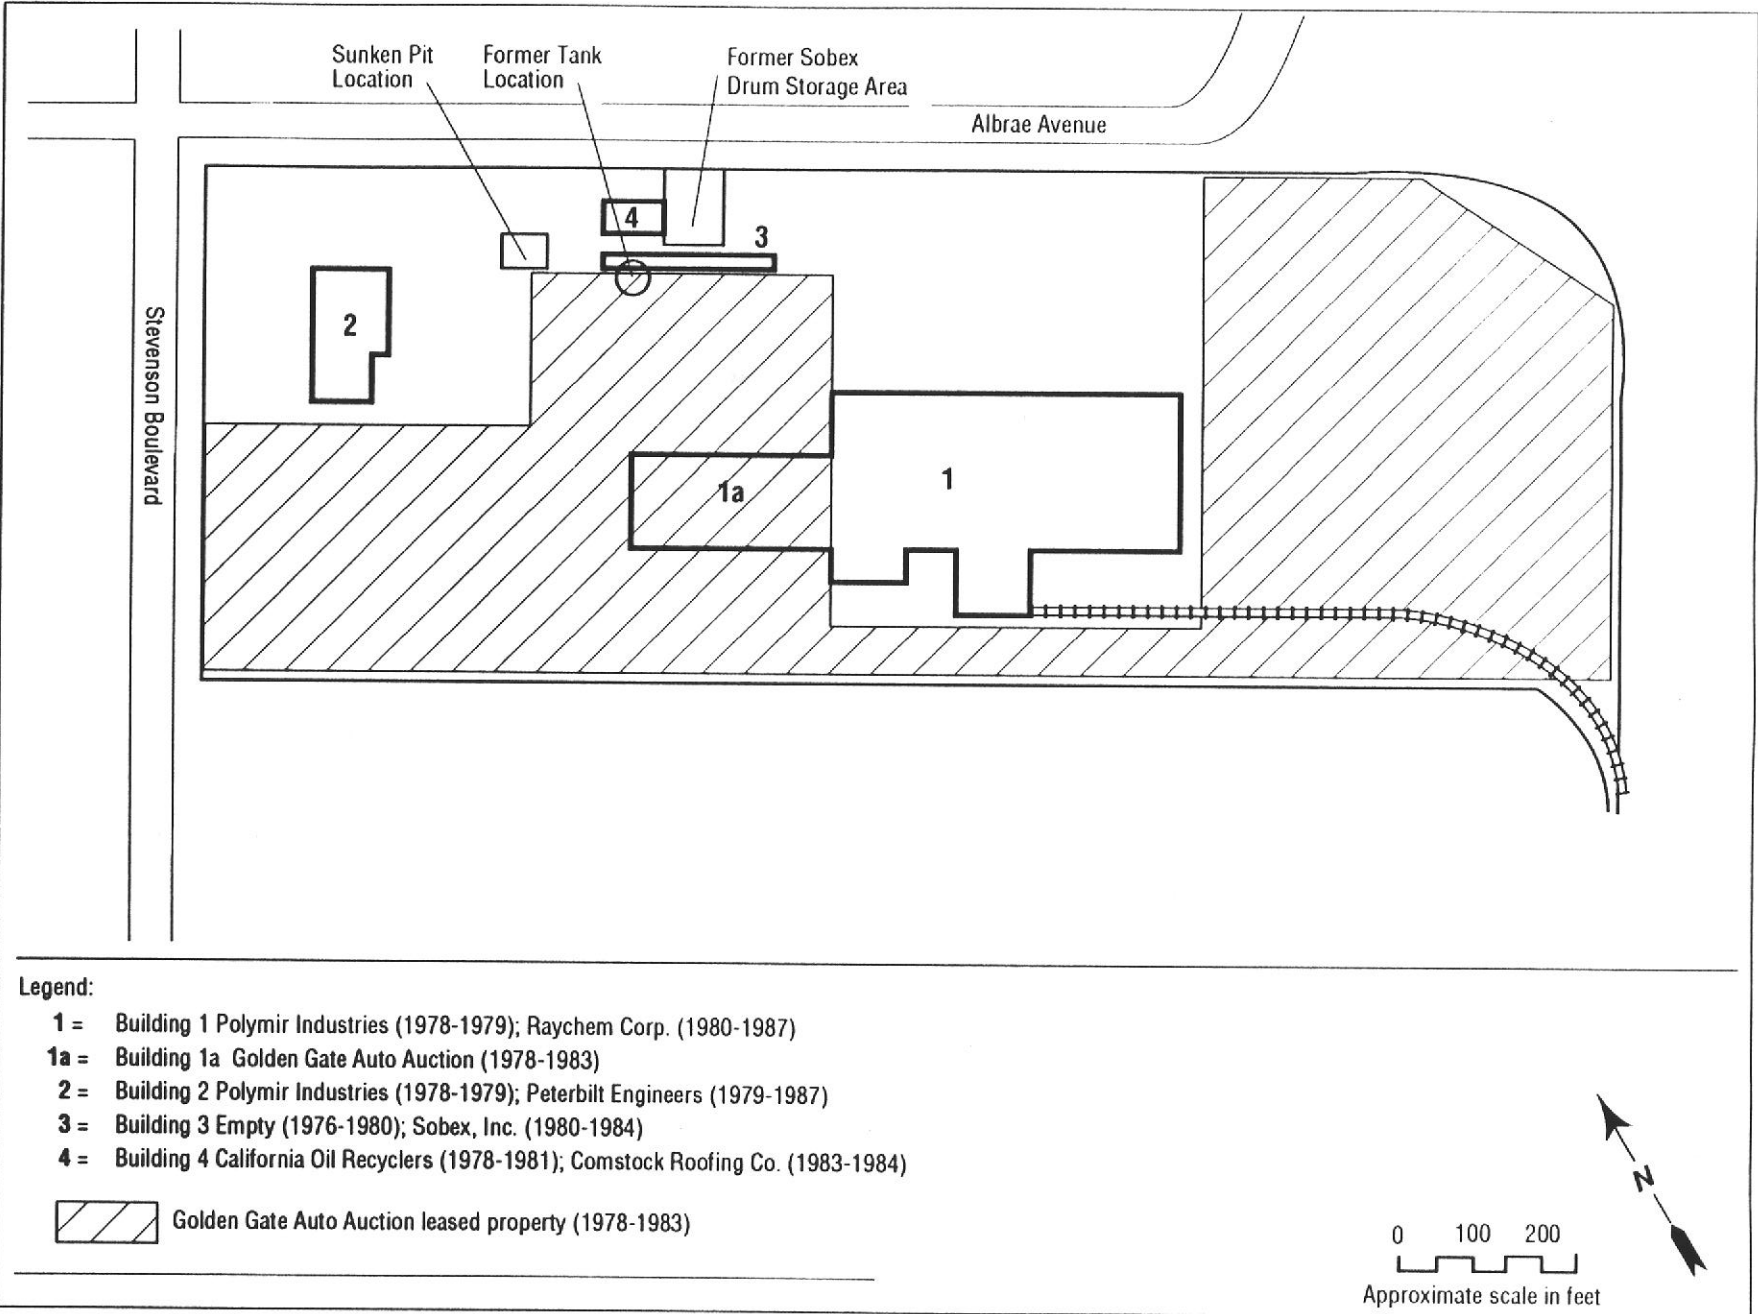 Sunken Pit
Location
Former Tank
Location
Former Sobex
Drum Storage Area
Albrae Avenue
4
3
2
Stevenson Boulevard
1a
1
Legend:
1 = Building 1 Polymir Industries (1978-1979); Raychem Corp. (1980-1987)
1a = Building 1a Golden Gate Auto Auction (1978-1983)
2 = Building 2 Polymir Industries (1978-1979); Peterbilt Engineers (1979-1987)
3 = Building 3 Empty (1976-1980); Sobex, Inc. (1980-1984)
4 = Building 4 California Oil Recyclers (1978-1981); Comstock Roofing Co. (1983-1984)
Golden Gate Auto Auction leased property (1978-1983)
N
0 100 200
Approximate scale in feet